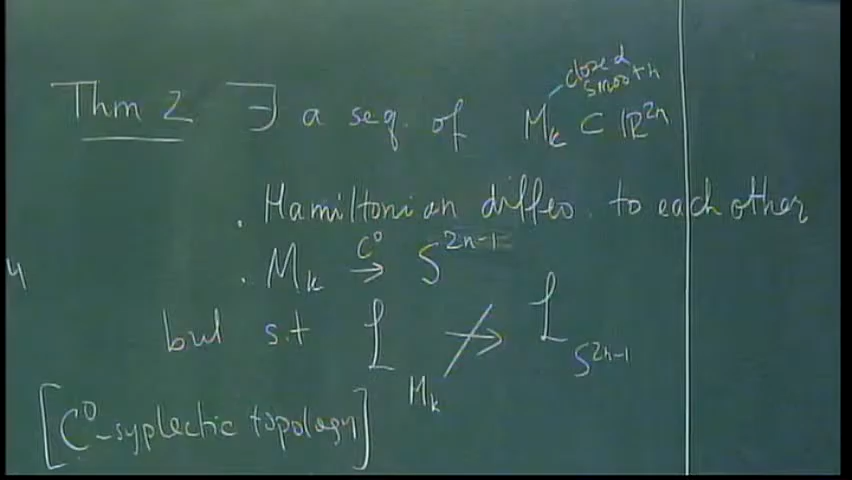 closed
smooth
Thm 2 ∃ a seq. of M_k ⊂ ℝ^{2n}
. Hamiltonian diffeo. to each other
. M_k →^{C^0} S^{2n-1}
but s.t ℒ_{M_k} ↛ ℒ_{S^{2n-1}}
[C^0-syplectic topology]